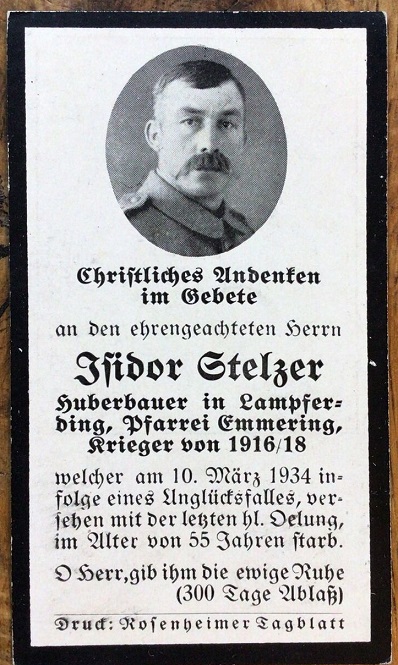 Christliches Andenken
im Gebete
an den ehrengeachteten Herrn
Isidor Stelzer
Huberbauer in Lampfer-
ding, Pfarrei Emmering,
Krieger von 1916/18
welcher am 10. März 1934 in-
folge eines Unglücksfalles, ver-
sehen mit der letzten hl. Oelung,
im Alter von 55 Jahren starb.
O Herr, gib ihm die ewige Ruhe
(300 Tage Ablaß)
Druck: Rosenheimer Tagblatt